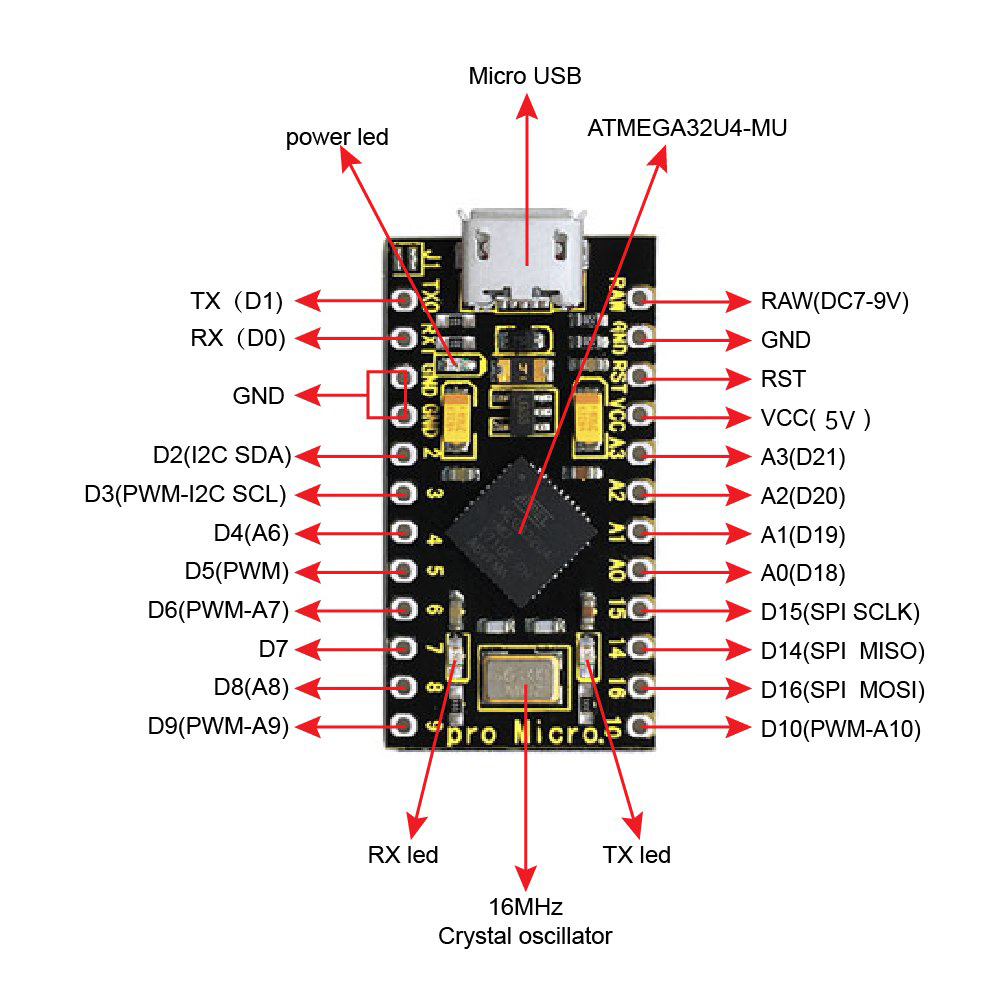 Micro USB
ATMEGA32U4-MU
power led
J1
TX（D1)
RX（D0)
GND
D2(I2C SDA)
D3(PWM-I2C SCL)
D4(A6)
D5(PWM)
D6(PWM-A7)
D7
D8(A8)
D9(PWM-A9)
TX0
RX1
GND
GND
2
3
4
5
6
7
8
9
RAW
GND
RST
VCC
A3
A2
A1
A0
15
14
16
10
pro Micro.
RAW(DC7-9V)
GND
RST
VCC( 5V )
A3(D21)
A2(D20)
A1(D19)
A0(D18)
D15(SPI SCLK)
D14(SPI MISO)
D16(SPI MOSI)
D10(PWM-A10)
RX led
TX led
16MHz
Crystal oscillator